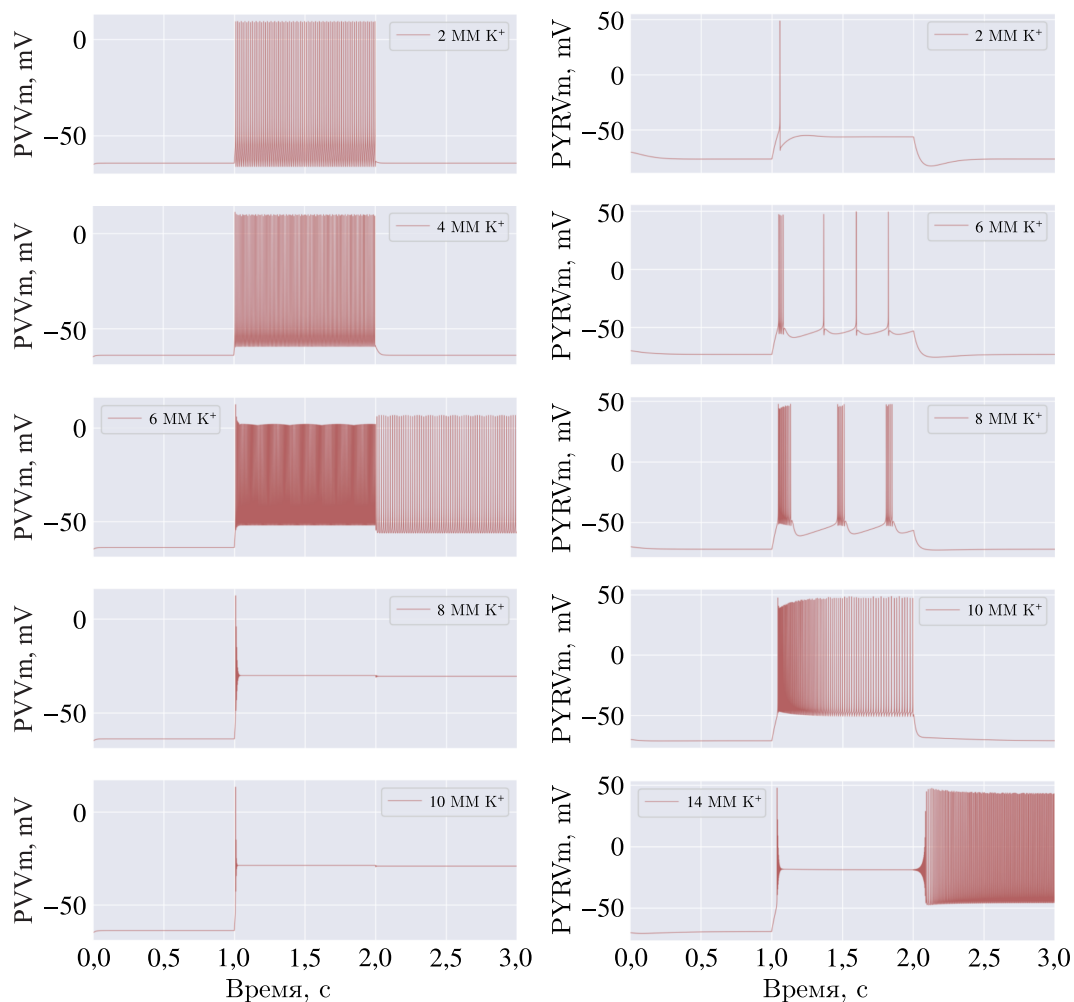 PVVm, mV
0
−50
2 MM K⁺
PYRVm, mV
50
0
−50
2 MM K⁺
PVVm, mV
0
−50
4 MM K⁺
PYRVm, mV
50
0
−50
6 MM K⁺
PVVm, mV
0
−50
6 MM K⁺
PYRVm, mV
50
0
−50
8 MM K⁺
PVVm, mV
0
−50
8 MM K⁺
PYRVm, mV
50
0
−50
10 MM K⁺
PVVm, mV
0
−50
10 MM K⁺
0,0 0,5 1,0 1,5 2,0 2,5 3,0
Время, с
PYRVm, mV
50
0
−50
14 MM K⁺
0,0 0,5 1,0 1,5 2,0 2,5 3,0
Время, с